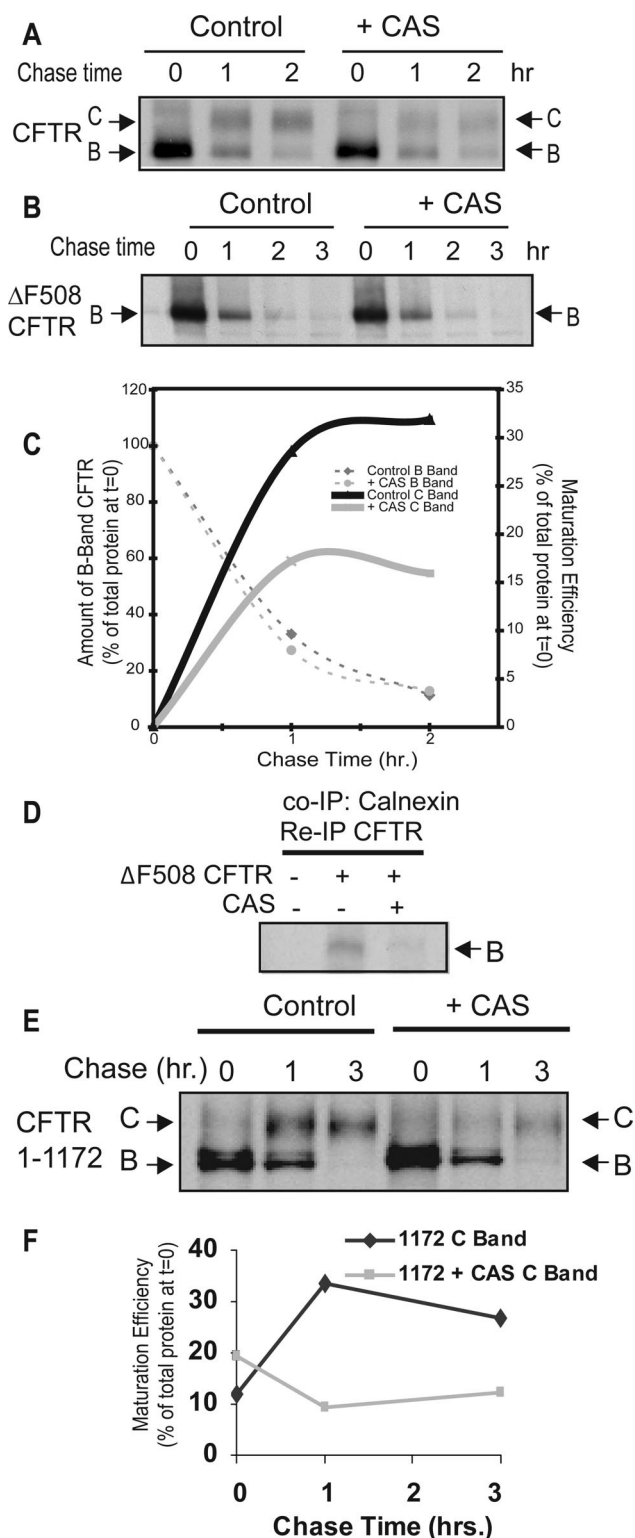 A
Control + CAS
Chase time 0 1 2 0 1 2 hr
C C
CFTR
B B
B
Control + CAS
Chase time 0 1 2 3 0 1 2 3 hr
ΔF508
CFTR
B B
C
Amount of B-Band CFTR
(% of total protein at t=0)
120
100
80
60
40
20
0
Control B Band
+ CAS B Band
Control C Band
+ CAS C Band
35
30
25
20
15
10
5
0
Maturation Efficiency
(% of total protein at t=0)
0 1 2
Chase Time (hr.)
D
co-IP: Calnexin
Re-IP CFTR
ΔF508 CFTR - + +
CAS - - +
B
E
Control + CAS
Chase (hr.) 0 1 3 0 1 3
CFTR C C
1-1172 B B
F
Maturation Efficiency
(% of total protein at t=0)
40
30
20
10
0
1172 C Band
1172 + CAS C Band
0 1 2 3
Chase Time (hrs.)